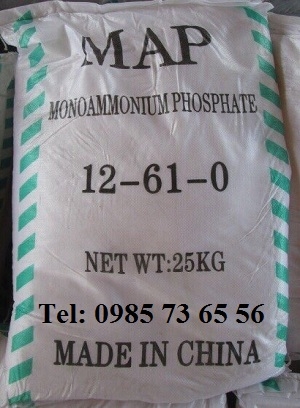 MAP
MONOAMMONIUM PHOSPHATE
12-61-0
NET WT:25KG
Tel: 0985 73 65 56
MADE IN CHINA